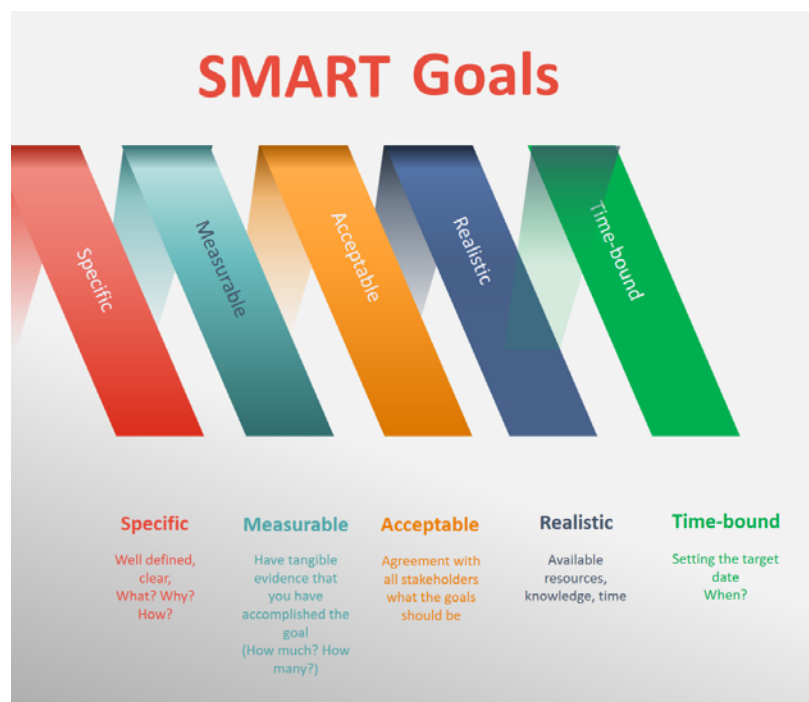 SMART Goals
Specific
Measurable
Acceptable
Realistic
Time-bound
Specific
Well defined,
clear,
What? Why?
How?
Measurable
Have tangible
evidence that
you have
accomplished the
goal
(How much? How
many?)
Acceptable
Agreement with
all stakeholders
what the goals
should be
Realistic
Available
resources,
knowledge, time
Time-bound
Setting the target
date
When?